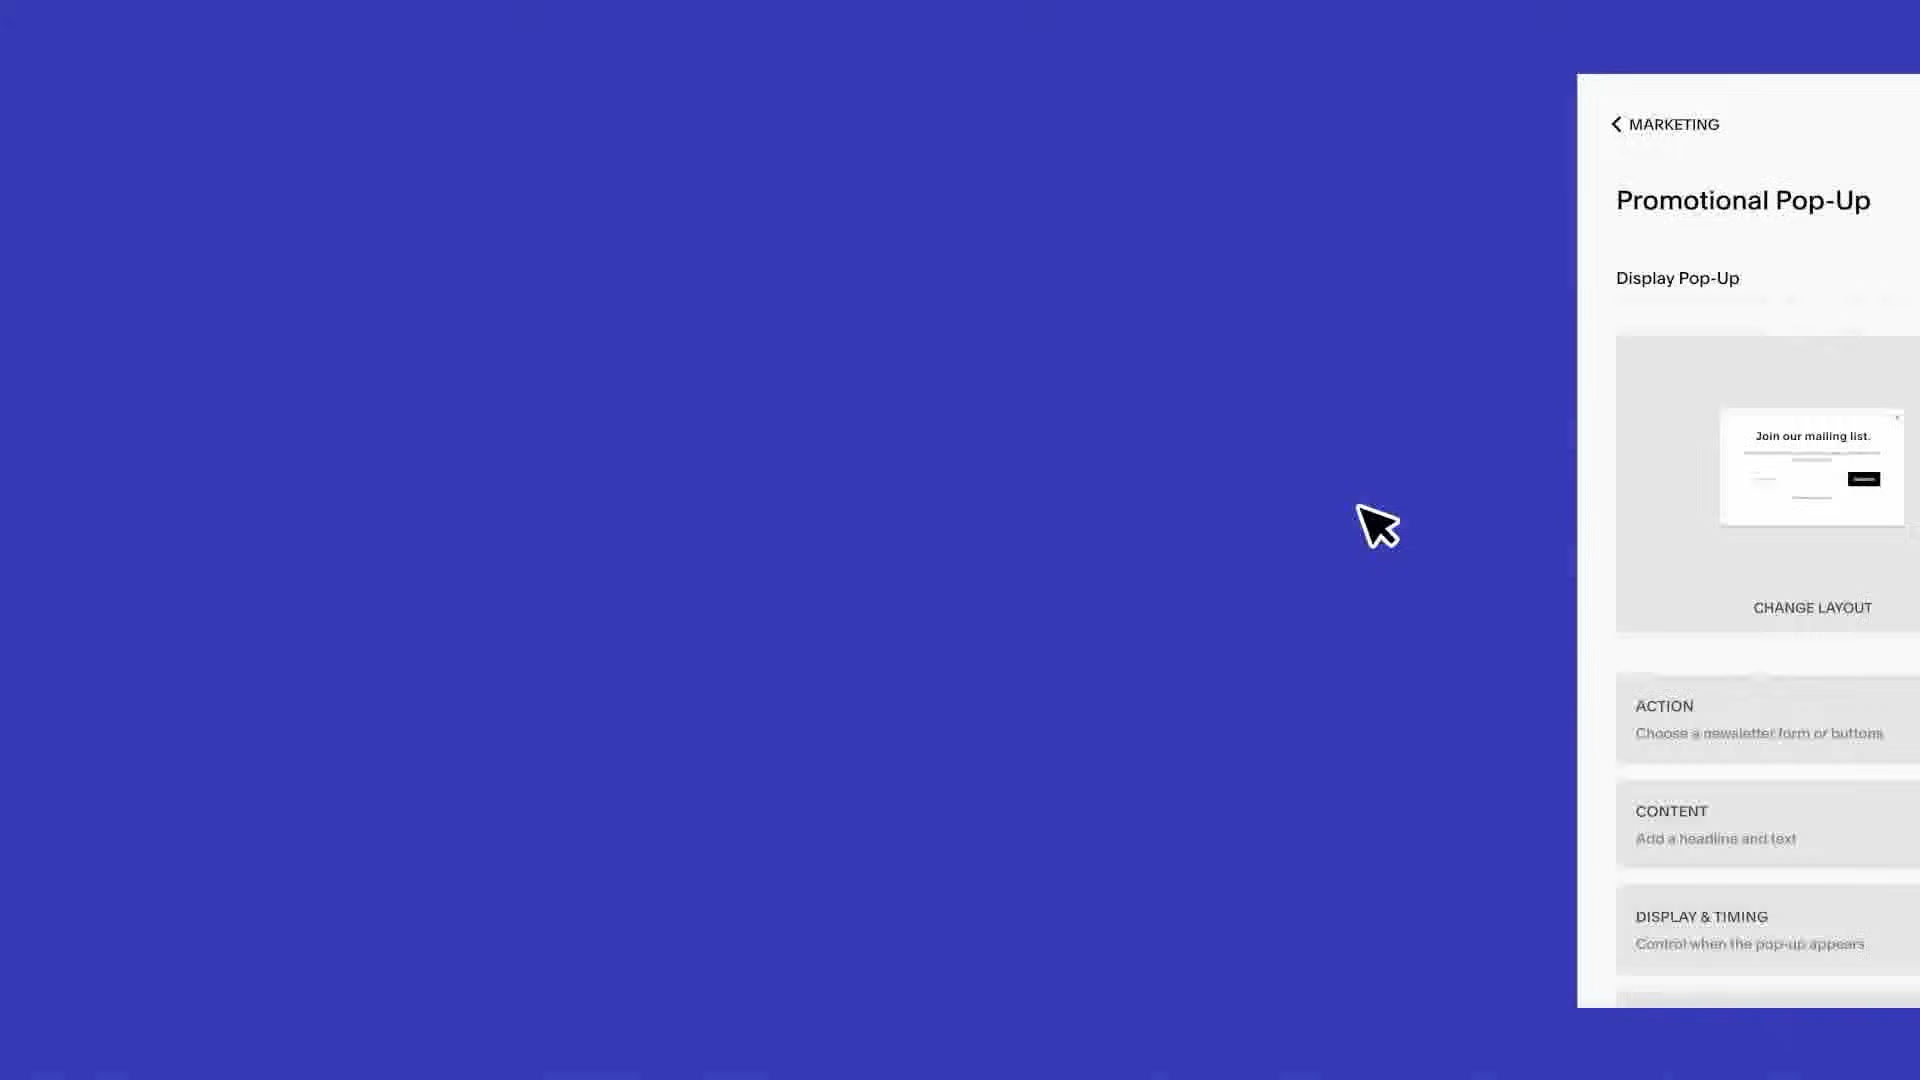 MARKETING
Promotional Pop-Up
Display Pop-Up
Join our mailing list.
CHANGE LAYOUT
ACTION
Choose a newsletter form or buttons
CONTENT
Add a headline and text
DISPLAY & TIMING
Control when the pop-up appears